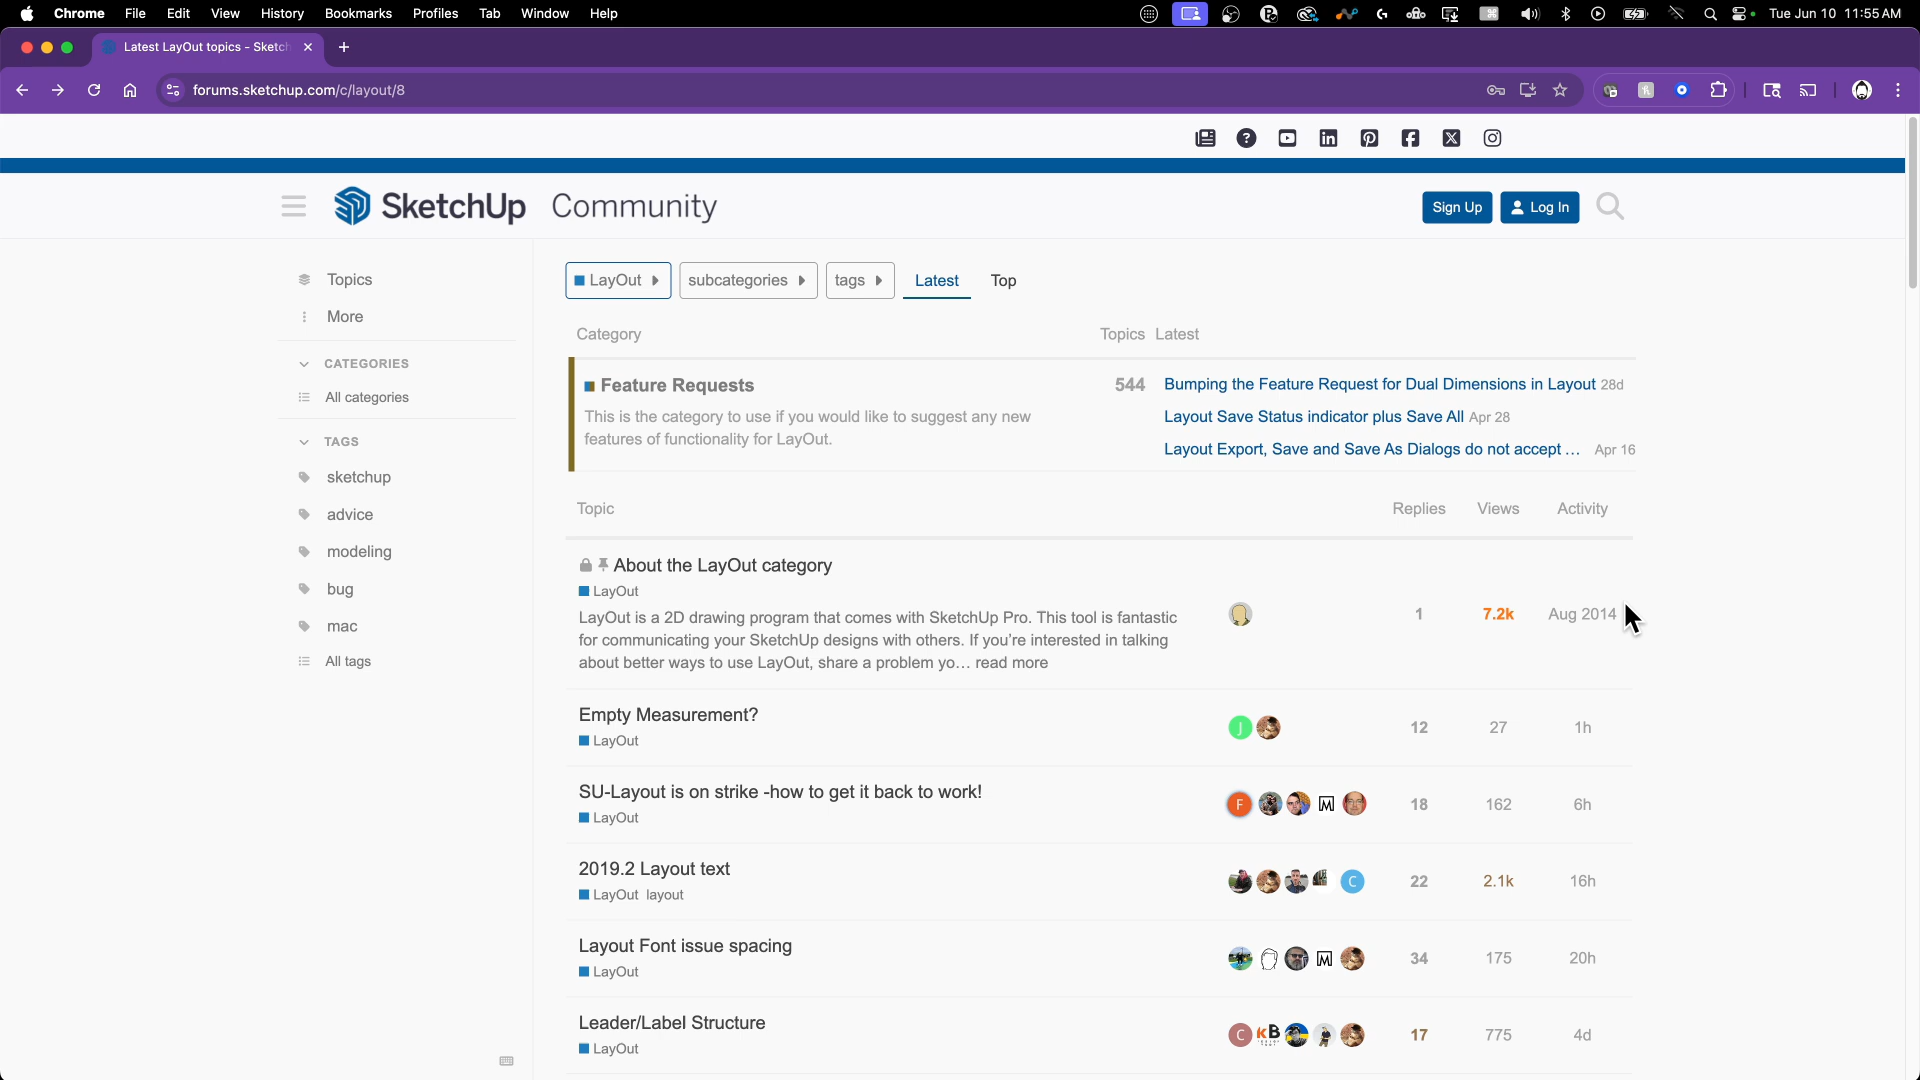 Chrome File Edit View History Bookmarks Profiles Tab Window Help Tue Jun 10 11:55 AM
Latest LayOut topics - Sketch
forums.sketchup.com/c/layout/8
SketchUp Community
Sign Up
Log In
Topics
More
CATEGORIES
All categories
TAGS
sketchup
advice
modeling
bug
mac
All tags
LayOut subcategories tags Latest Top
Category Topics Latest
Feature Requests 544
This is the category to use if you would like to suggest any new
features of functionality for LayOut.
Bumping the Feature Request for Dual Dimensions in Layout 28d
Layout Save Status indicator plus Save All Apr 28
Layout Export, Save and Save As Dialogs do not accept … Apr 16
Topic Replies Views Activity
About the LayOut category
LayOut
LayOut is a 2D drawing program that comes with SketchUp Pro. This tool is fantastic
for communicating your SketchUp designs with others. If you're interested in talking
about better ways to use LayOut, share a problem yo… read more
1 7.2k Aug 2014
Empty Measurement?
LayOut
J 12 27 1h
SU-Layout is on strike -how to get it back to work!
LayOut
F M 18 162 6h
2019.2 Layout text
LayOut layout
C 22 2.1k 16h
Layout Font issue spacing
LayOut
M 34 175 20h
Leader/Label Structure
LayOut
C kB 17 775 4d